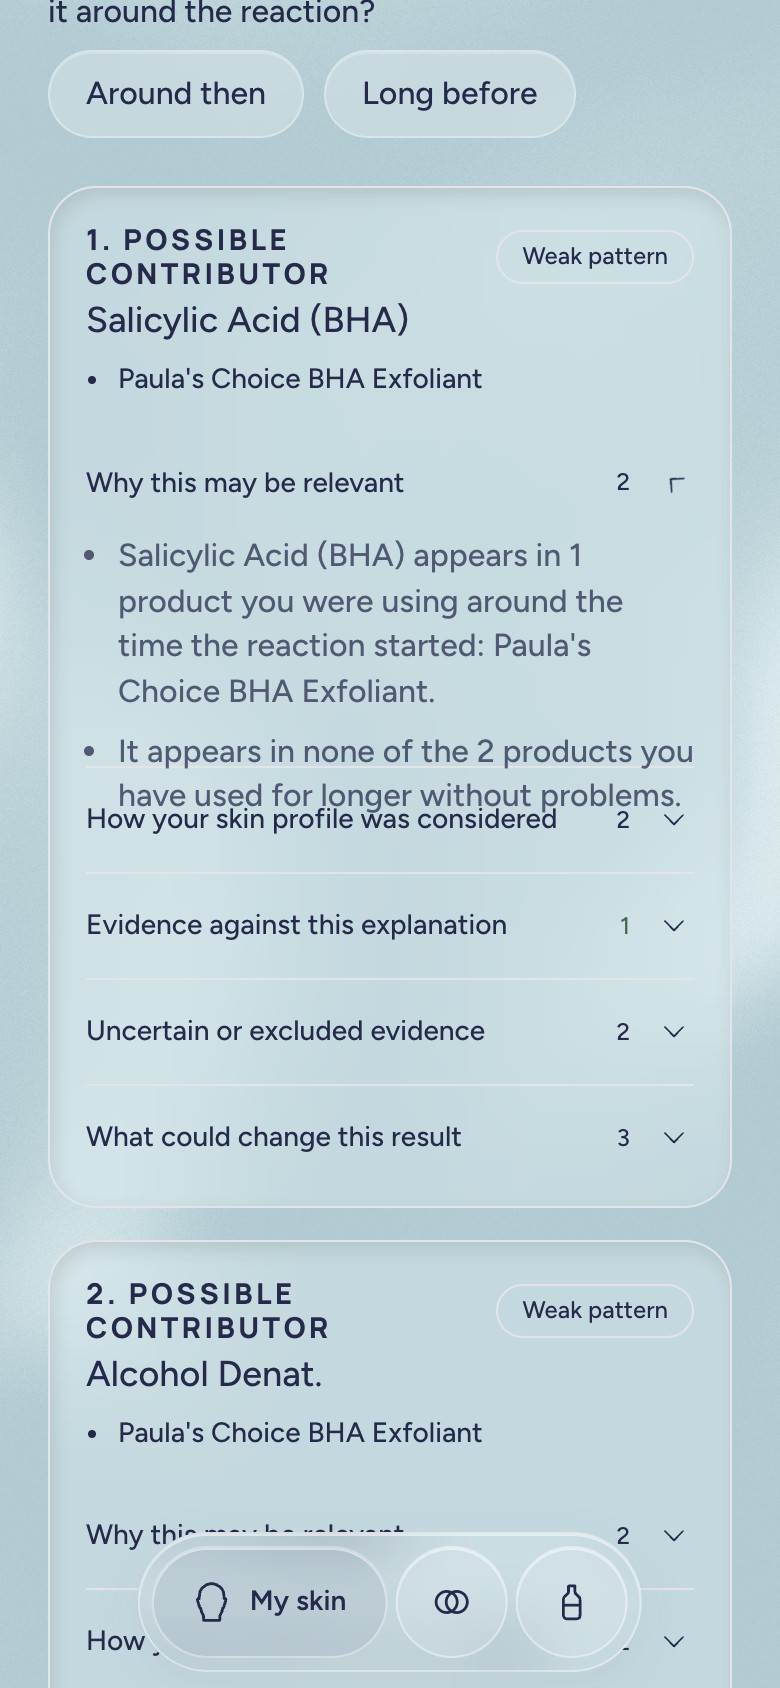 it around the reaction?
Around then
Long before
1. POSSIBLE
CONTRIBUTOR
Weak pattern
Salicylic Acid (BHA)
• Paula's Choice BHA Exfoliant
Why this may be relevant 2
• Salicylic Acid (BHA) appears in 1
product you were using around the
time the reaction started: Paula's
Choice BHA Exfoliant.
• It appears in none of the 2 products you
have used for longer without problems.
How your skin profile was considered 2
Evidence against this explanation 1
Uncertain or excluded evidence 2
What could change this result 3
2. POSSIBLE
CONTRIBUTOR
Weak pattern
Alcohol Denat.
• Paula's Choice BHA Exfoliant
Why this may be relevant 2
How
My skin